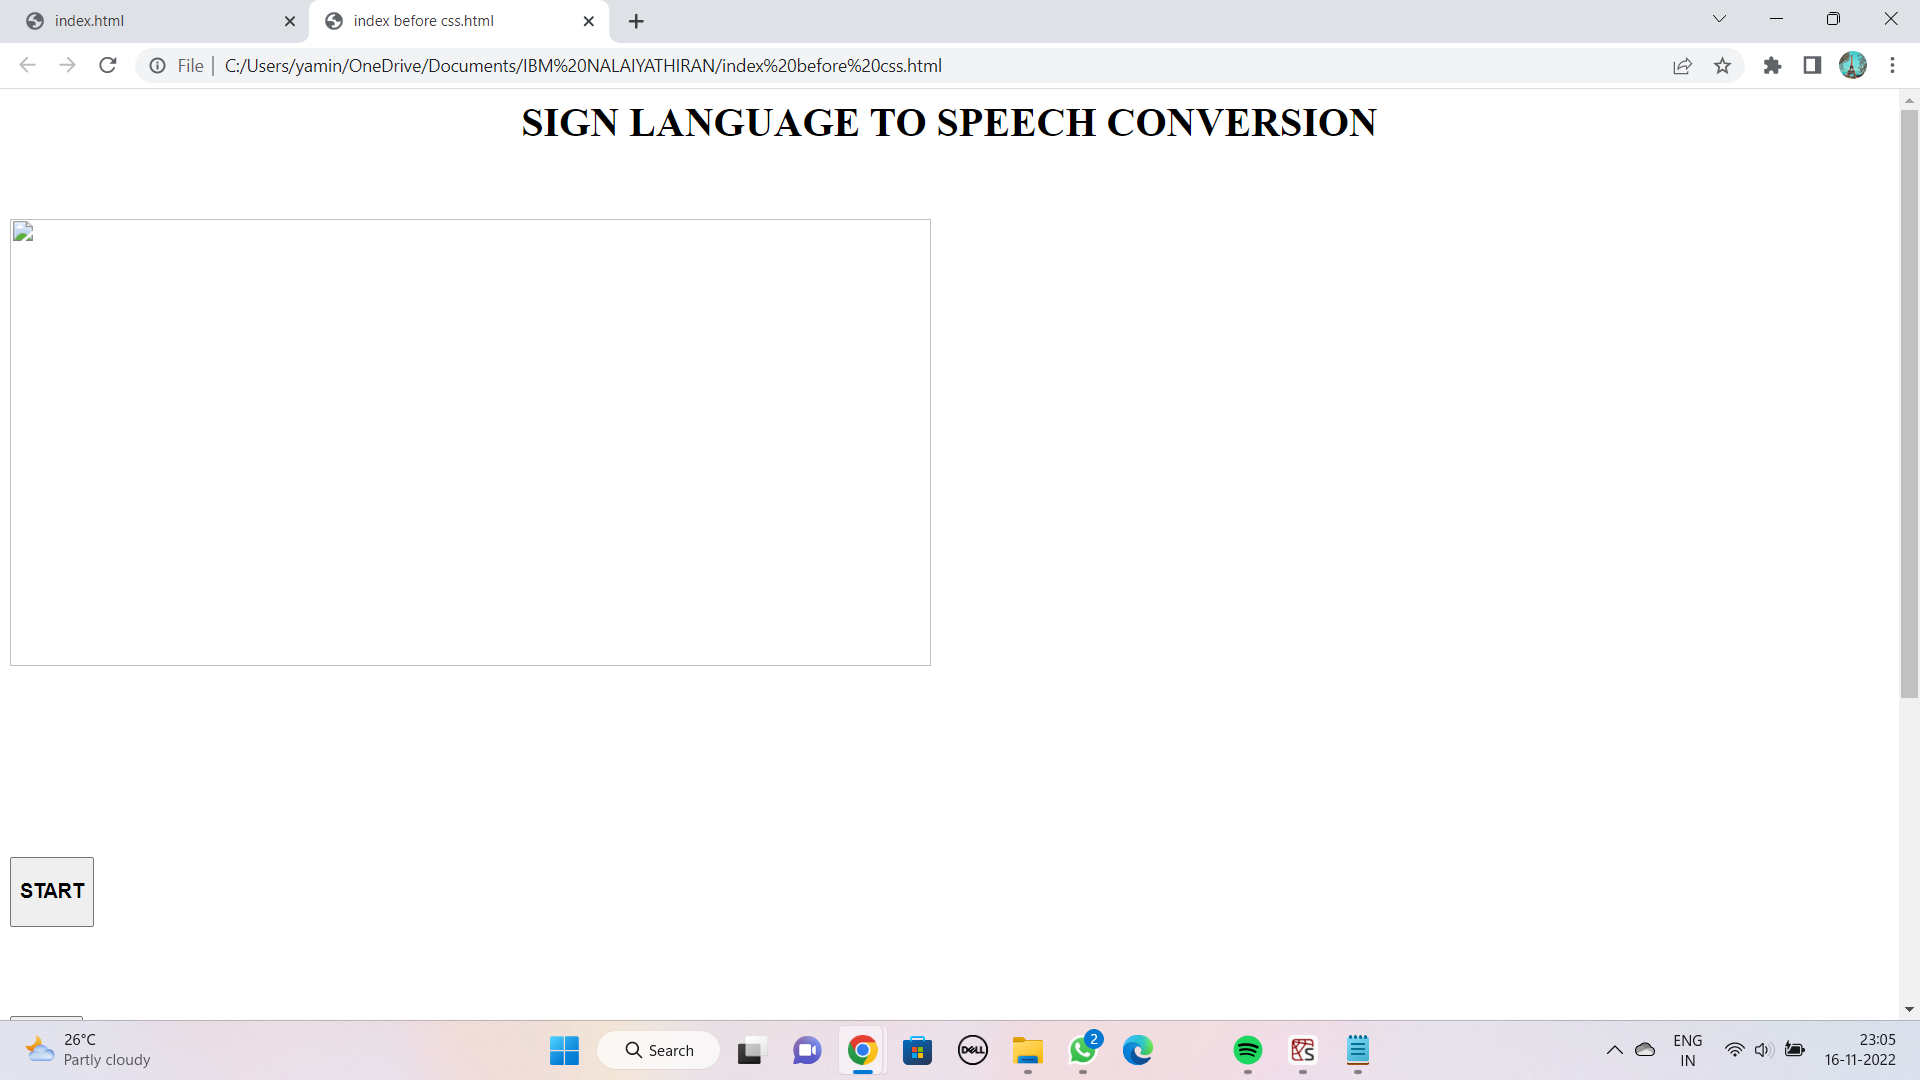 index.html
index before css.html
File
C:/Users/yamin/OneDrive/Documents/IBM%20NALAIYATHIRAN/index%20before%20css.html
SIGN LANGUAGE TO SPEECH CONVERSION
START
26°C
Partly cloudy
Search
DELL
2
ENG
IN
23:05
16-11-2022